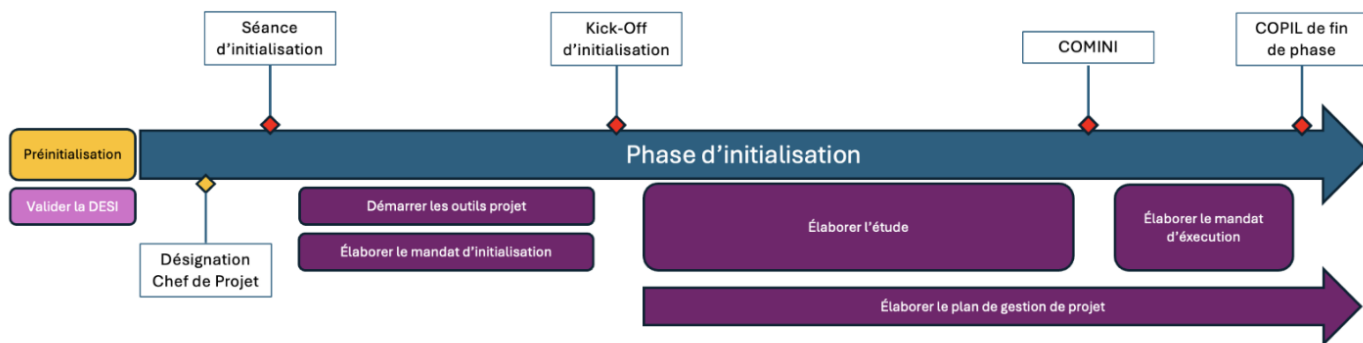 Séance
d'initialisation
Kick-Off
d'initialisation
COMINI
COPIL de fin
de phase
Préinitialisation
Phase d'initialisation
Valider la DESI
Désignation
Chef de Projet
Démarrer les outils projet
Élaborer le mandat d'initialisation
Élaborer l'étude
Élaborer le mandat
d'éxecution
Élaborer le plan de gestion de projet